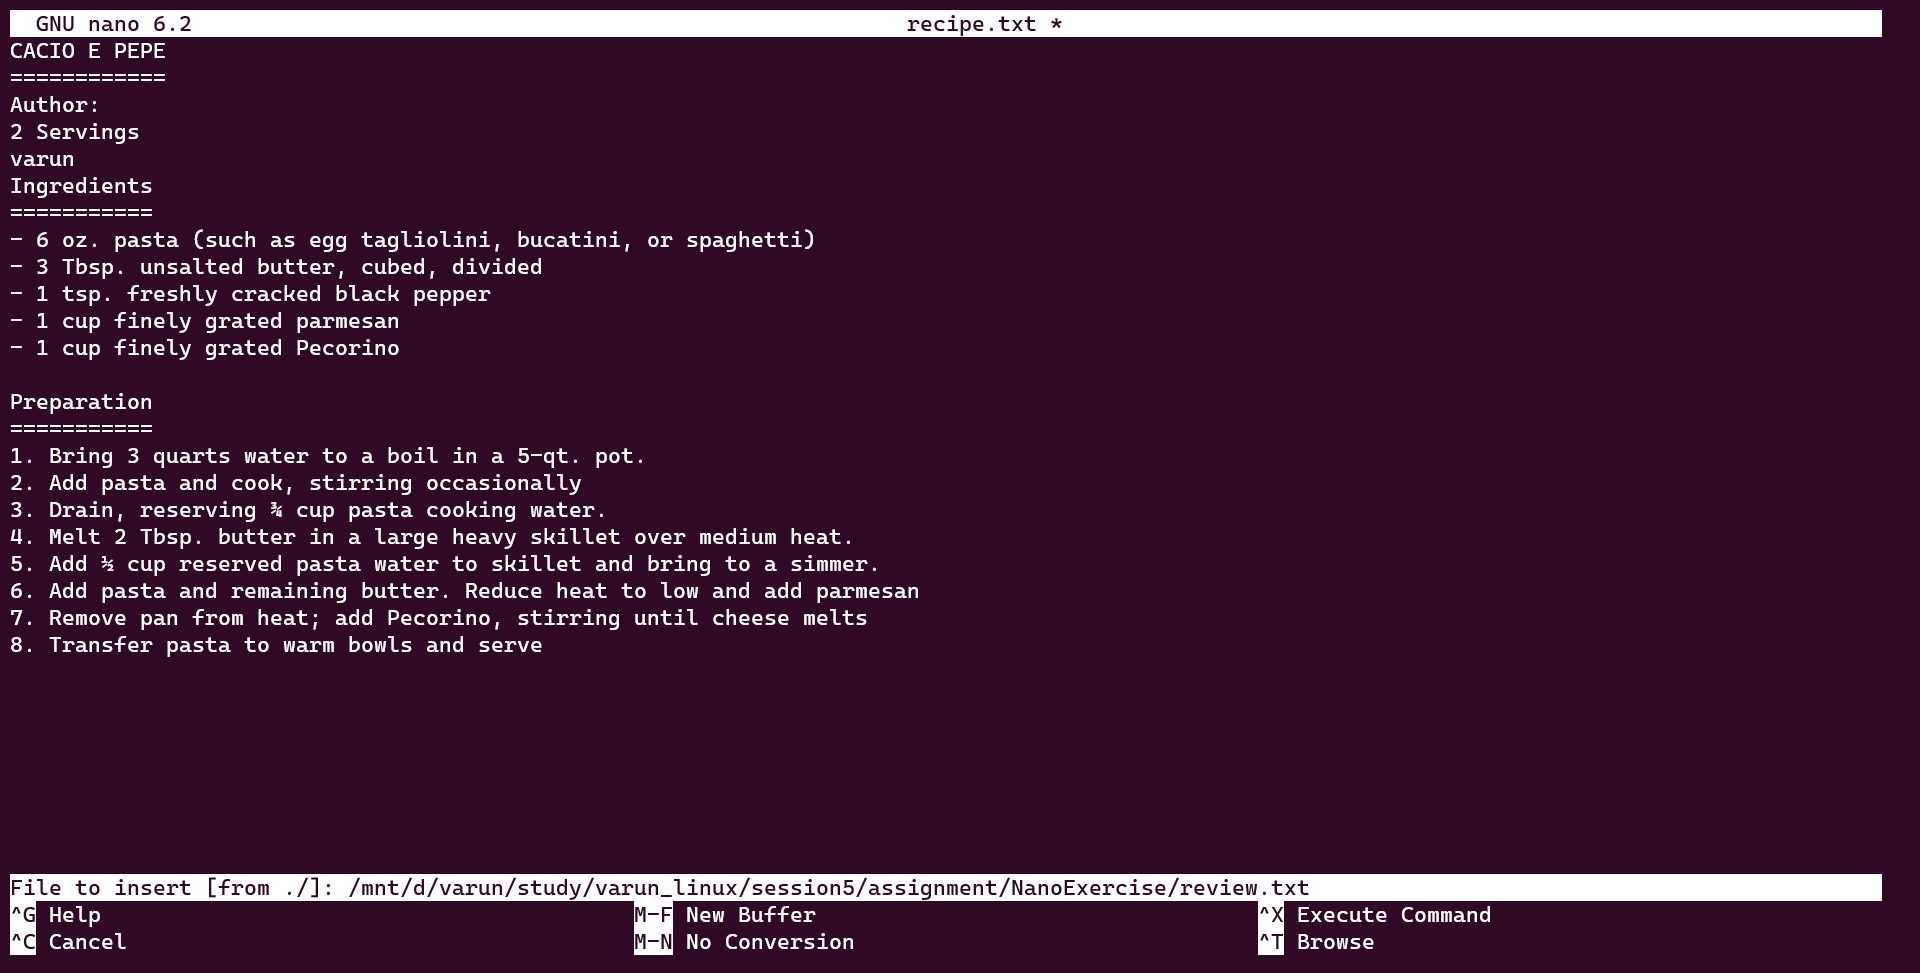 GNU nano 6.2 recipe.txt *
CACIO E PEPE
============
Author:
2 Servings
varun
Ingredients
===========
- 6 oz. pasta (such as egg tagliolini, bucatini, or spaghetti)
- 3 Tbsp. unsalted butter, cubed, divided
- 1 tsp. freshly cracked black pepper
- 1 cup finely grated parmesan
- 1 cup finely grated Pecorino
Preparation
===========
1. Bring 3 quarts water to a boil in a 5-qt. pot.
2. Add pasta and cook, stirring occasionally
3. Drain, reserving ¾ cup pasta cooking water.
4. Melt 2 Tbsp. butter in a large heavy skillet over medium heat.
5. Add ½ cup reserved pasta water to skillet and bring to a simmer.
6. Add pasta and remaining butter. Reduce heat to low and add parmesan
7. Remove pan from heat; add Pecorino, stirring until cheese melts
8. Transfer pasta to warm bowls and serve
File to insert [from ./]: /mnt/d/varun/study/varun_linux/session5/assignment/NanoExercise/review.txt
^G Help M-F New Buffer ^X Execute Command
^C Cancel M-N No Conversion ^T Browse